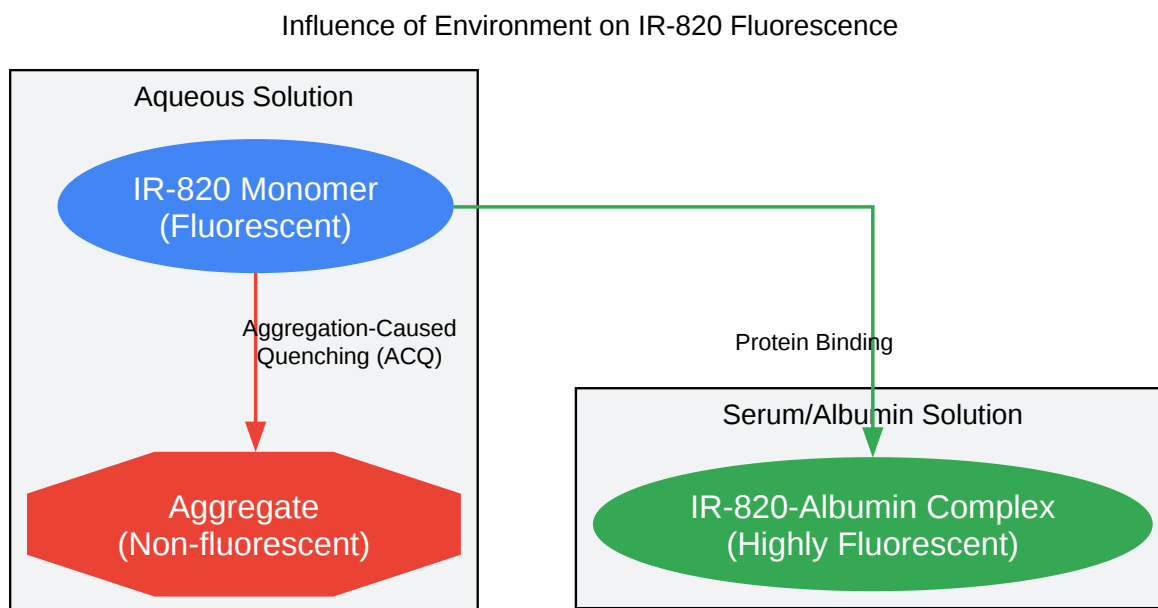 Influence of Environment on IR-820 Fluorescence
Aqueous Solution
IR-820 Monomer
(Fluorescent)
Aggregation-Caused
Quenching (ACQ)
Aggregate
(Non-fluorescent)
Protein Binding
Serum/Albumin Solution
IR-820-Albumin Complex
(Highly Fluorescent)